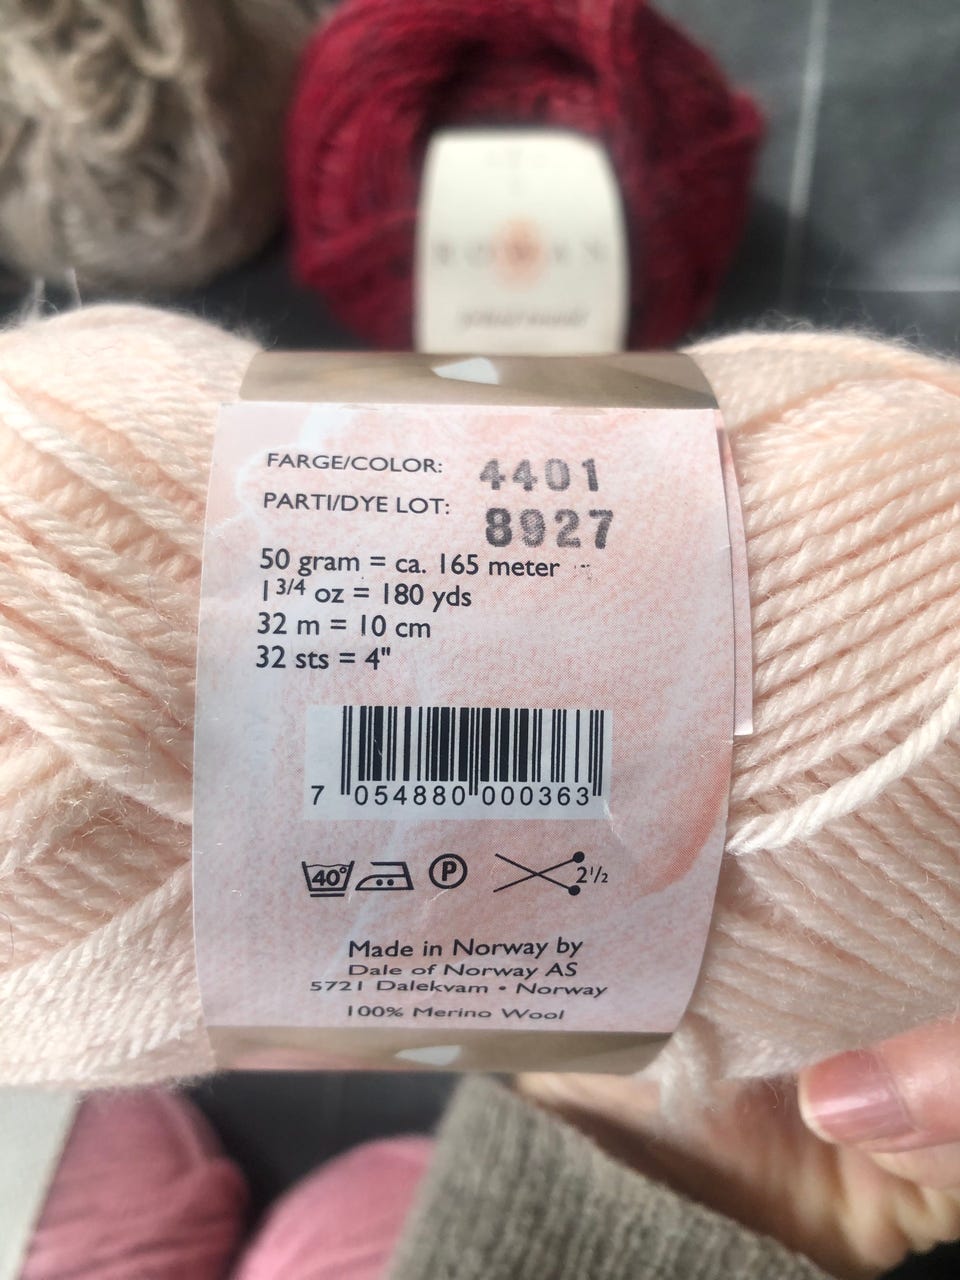 ROWAN
FARGE/COLOR: 4401
PARTI/DYE LOT: 8927
50 gram = ca. 165 meter
1 3/4 oz = 180 yds
32 m = 10 cm
32 sts = 4"
7 054880 000363
40° P 2 1/2
Made in Norway by
Dale of Norway AS
5721 Dalekvam • Norway
100% Merino Wool